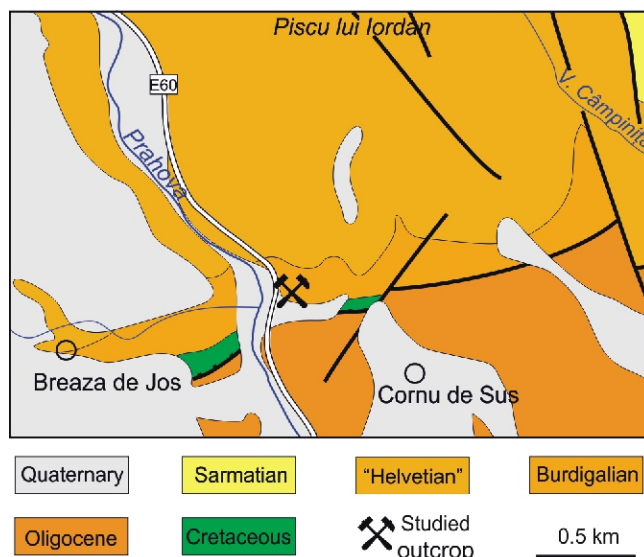 Piscu lui Iordan
E60
V. Câmpinița
Prahova
Breaza de Jos
Cornu de Sus
Quaternary
Sarmatian
"Helvetian"
Burdigalian
Oligocene
Cretaceous
Studied
outcrop
0.5 km